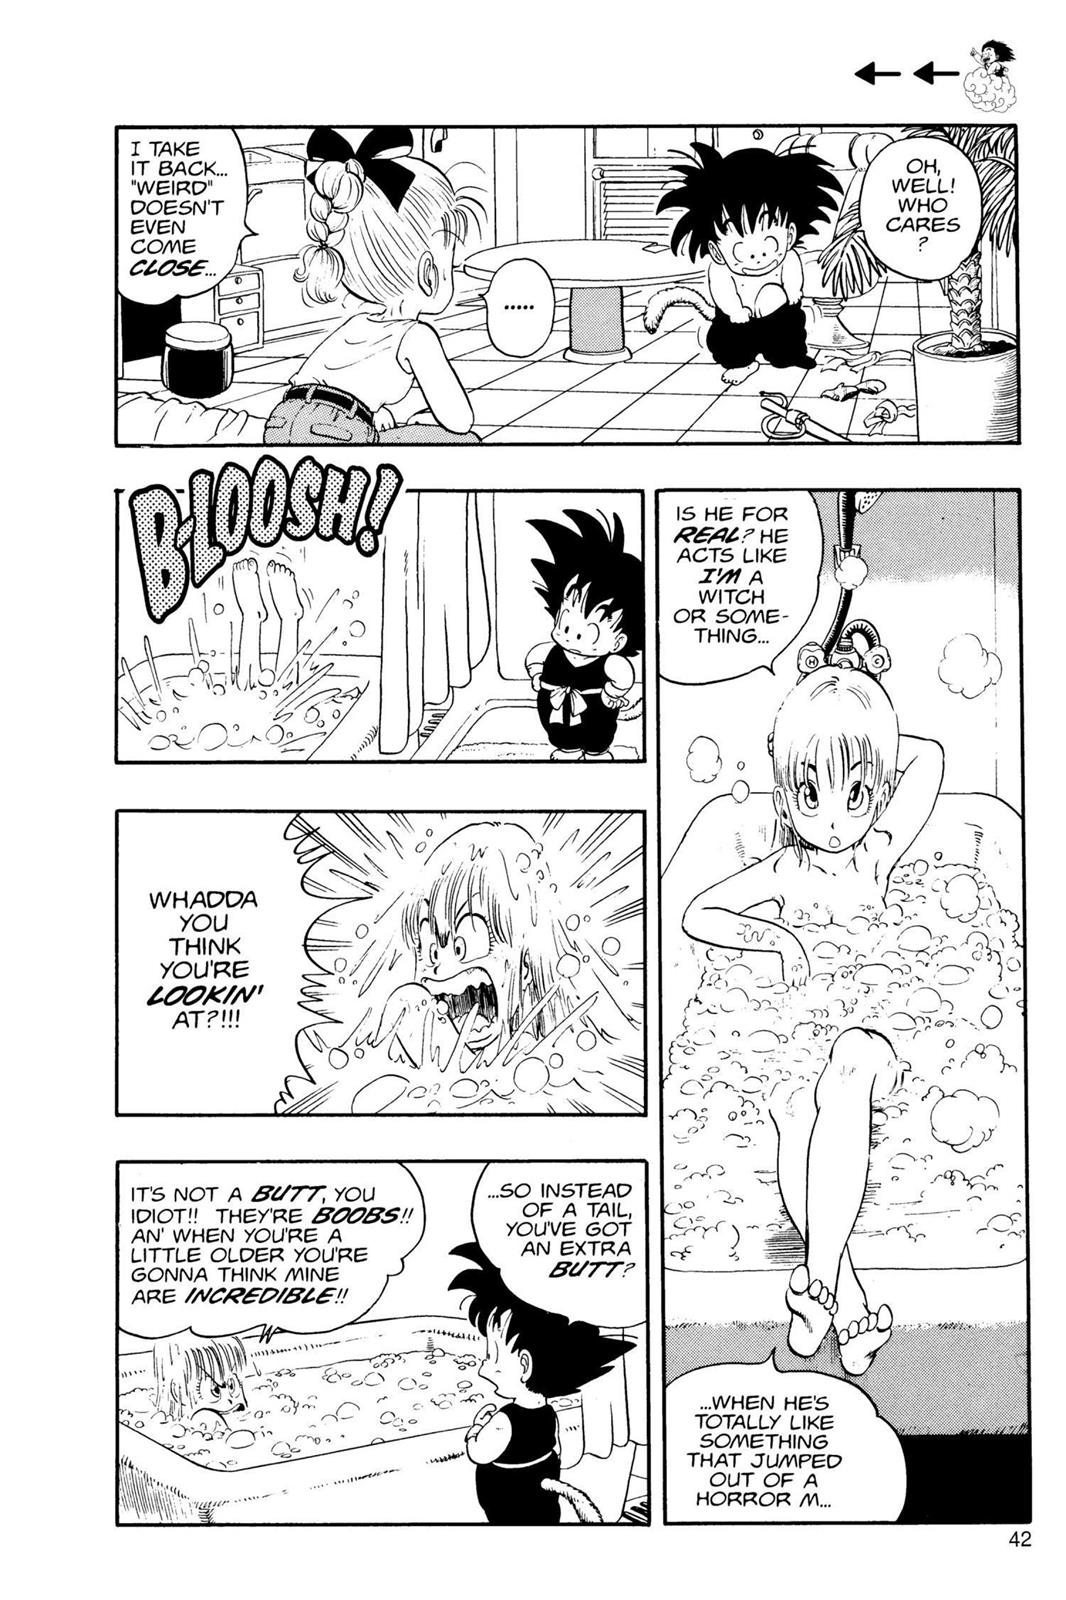 OH,
WELL!
WHO
CARES
?
......
I TAKE
IT BACK...
"WEIRD"
DOESN'T
EVEN
COME
CLOSE...
IS HE FOR
REAL? HE
ACTS LIKE
I'M A
WITCH
OR SOME-
THING...
H
C
...WHEN HE'S
TOTALLY LIKE
SOMETHING
THAT JUMPED
OUT OF A
HORROR M...
B-LOOSH!
WHADDA
YOU
THINK
YOU'RE
LOOKIN'
AT?!!!
...SO INSTEAD
OF A TAIL,
YOU'VE GOT
AN EXTRA
BUTT?
IT'S NOT A BUTT, YOU
IDIOT!! THEY'RE BOOBS!!
AN' WHEN YOU'RE A
LITTLE OLDER YOU'RE
GONNA THINK MINE
ARE INCREDIBLE!!
42